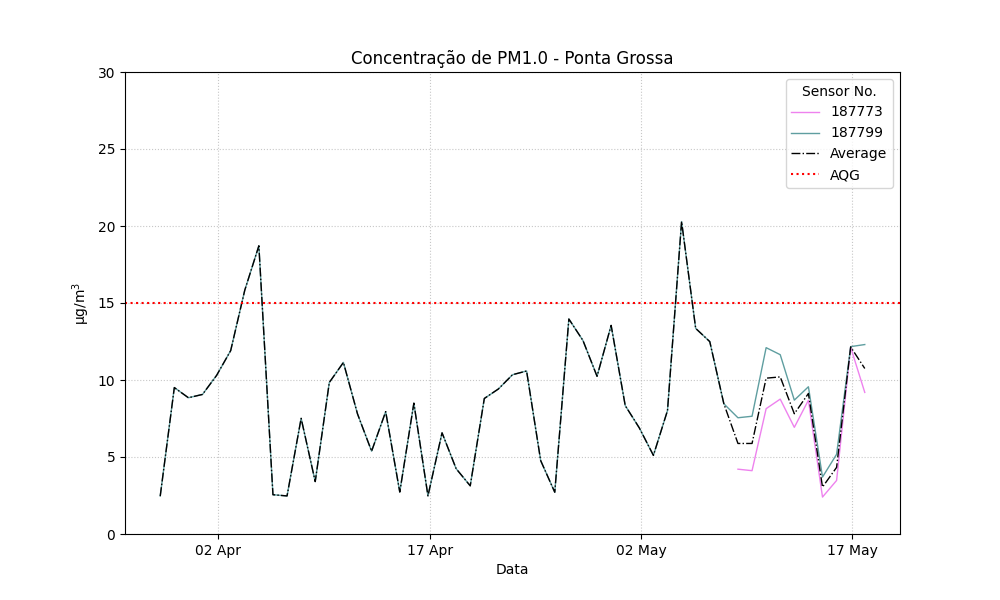 Concentração de PM1.0 - Ponta Grossa
30
25
20
15
10
5
0
µg/m³
Sensor No.
187773
187799
Average
AQG
02 Apr
17 Apr
02 May
17 May
Data